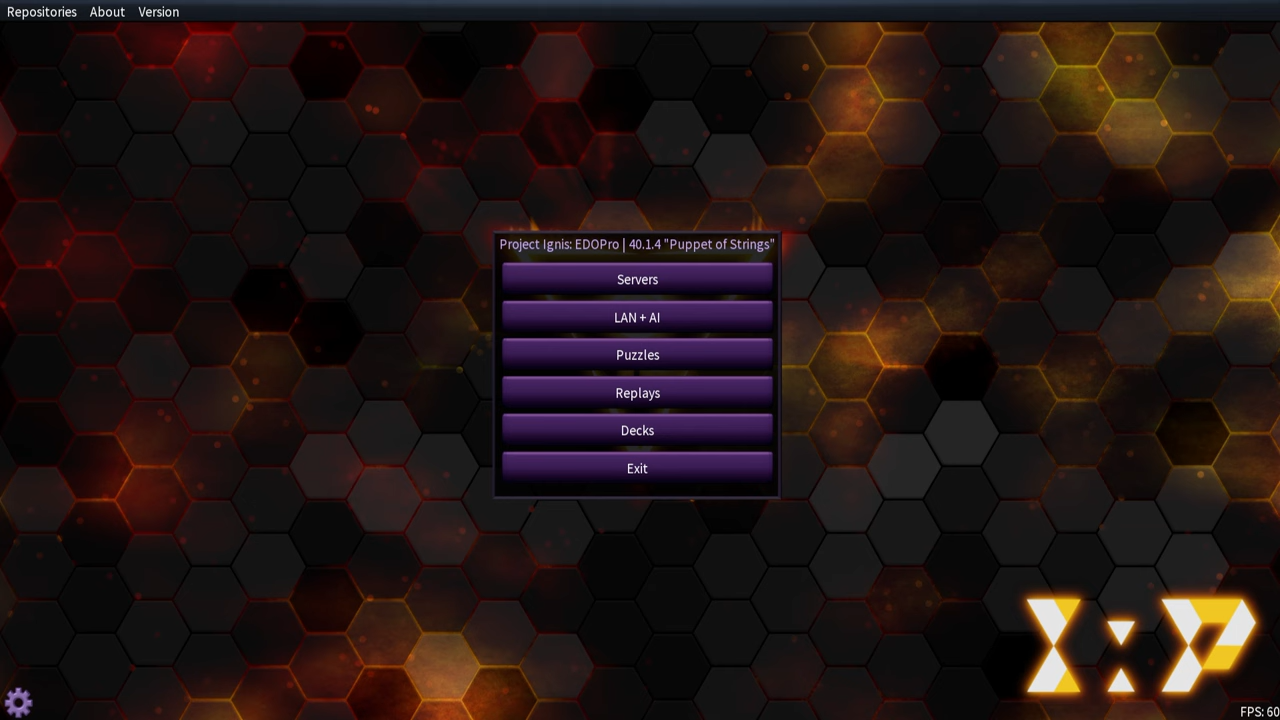 Repositories About Version
Project Ignis: EDOPro | 40.1.4 "Puppet of Strings"
Servers
LAN + AI
Puzzles
Replays
Decks
Exit
X:P
FPS: 60